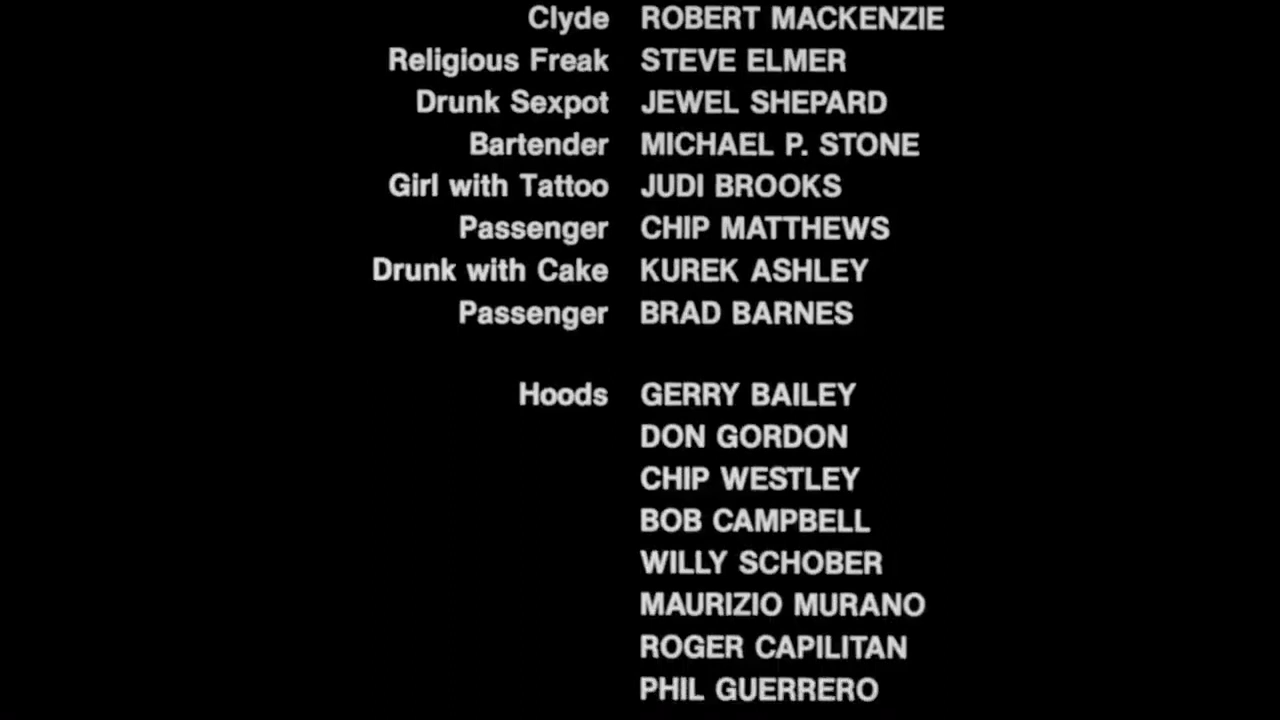 Clyde ROBERT MACKENZIE
Religious Freak STEVE ELMER
Drunk Sexpot JEWEL SHEPARD
Bartender MICHAEL P. STONE
Girl with Tattoo JUDI BROOKS
Passenger CHIP MATTHEWS
Drunk with Cake KUREK ASHLEY
Passenger BRAD BARNES
Hoods GERRY BAILEY
DON GORDON
CHIP WESTLEY
BOB CAMPBELL
WILLY SCHOBER
MAURIZIO MURANO
ROGER CAPILITAN
PHIL GUERRERO